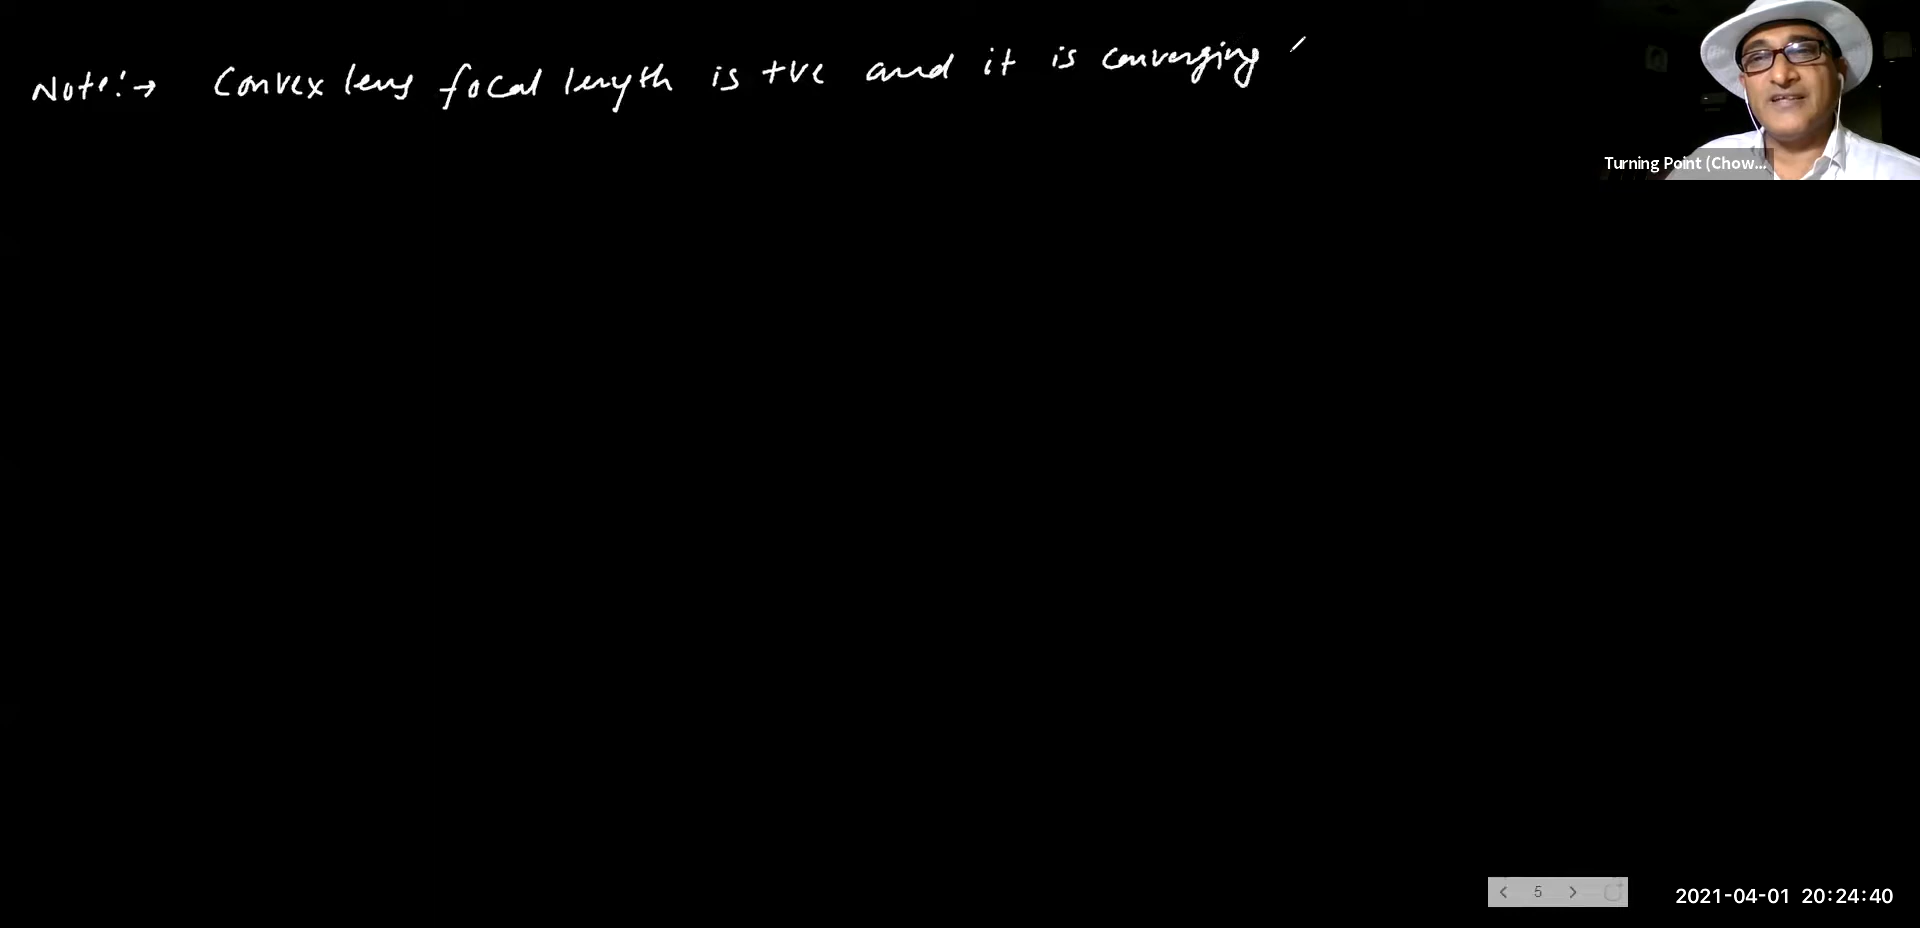 Note:→ Convex lens focal length is +ve and it is converging
Turning Point (Chow...
5
2021-04-01 20:24:40